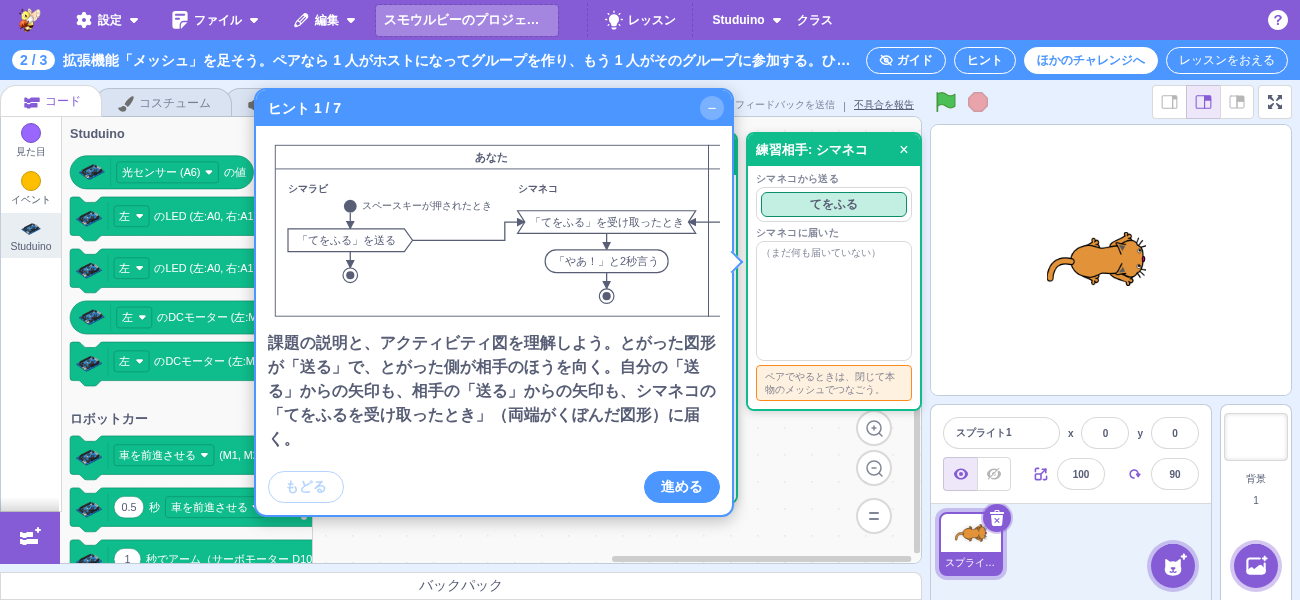 設定
ファイル
編集
スモウルビーのプロジェ…
レッスン
Studuino
クラス
?
2 / 3
拡張機能「メッシュ」を足そう。ペアなら 1 人がホストになってグループを作り、もう 1 人がそのグループに参加する。ひ…
ガイド
ヒント
ほかのチャレンジへ
レッスンをおえる
コード
コスチューム
フィードバックを送信 | 不具合を報告
見た目
イベント
Studuino
Studuino
光センサー (A6) の値
左 のLED (左:A0, 右:A1
左 のLED (左:A0, 右:A1
左 のDCモーター (左:M
左 のDCモーター (左:M
ロボットカー
車を前進させる (M1, M
0.5 秒 車を前進させる
1 秒でアーム（サーボモーター D10
ヒント 1 / 7
あなた
シマラビ
シマネコ
スペースキーが押されたとき
「てをふる」を送る
「てをふる」を受け取ったとき
「やあ！」と2秒言う
課題の説明と、アクティビティ図を理解しよう。とがった図形
が「送る」で、とがった側が相手のほうを向く。自分の「送
る」からの矢印も、相手の「送る」からの矢印も、シマネコの
「てをふるを受け取ったとき」（両端がくぼんだ図形）に届
く。
もどる
進める
練習相手: シマネコ
×
シマネコから送る
てをふる
シマネコに届いた
（まだ何も届いていない）
ペアでやるときは、閉じて本
物のメッシュでつなごう。
スプライト1
x 0
y 0
100
90
スプライ…
背景
1
バックパック